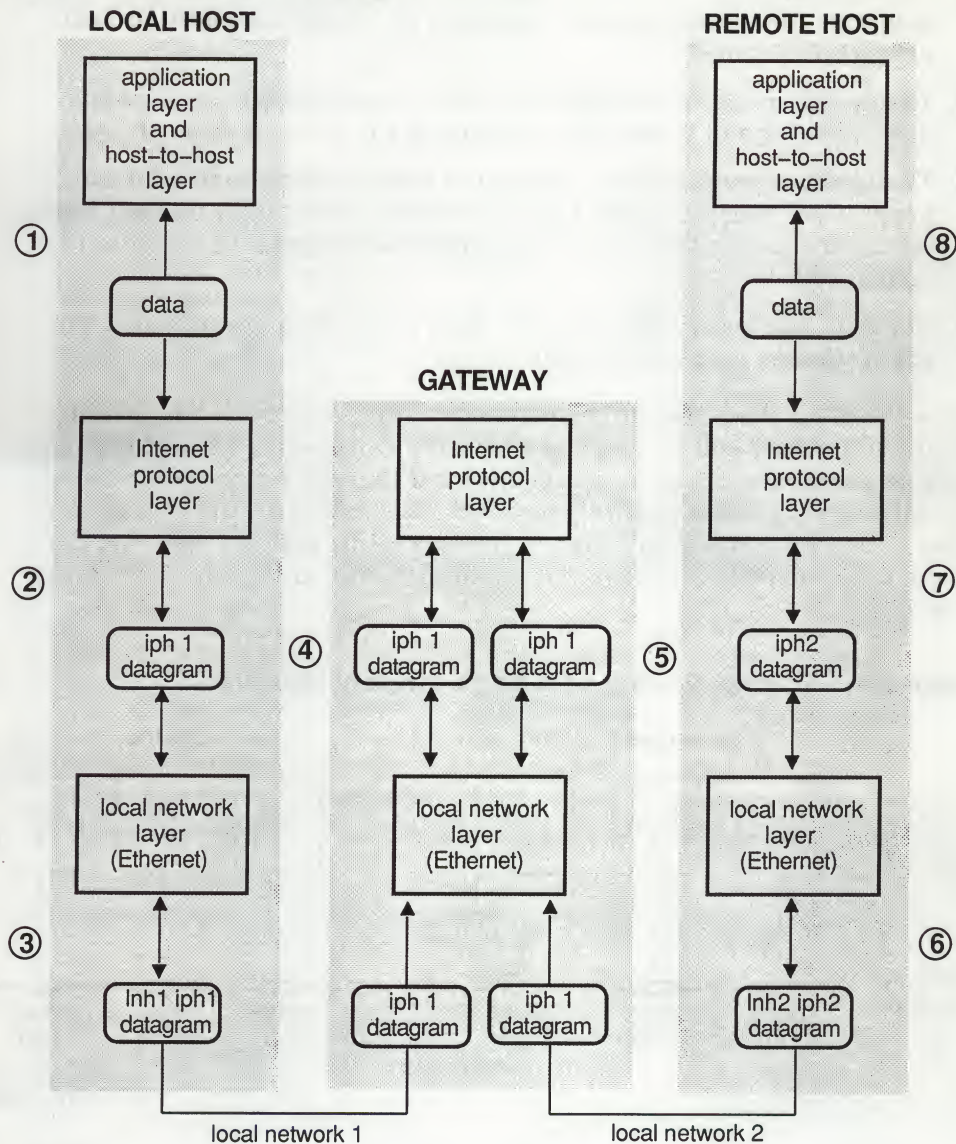 LOCAL HOST
REMOTE HOST
application
layer
and
host–to–host
layer
application
layer
and
host–to–host
layer
①
⑧
data
data
GATEWAY
Internet
protocol
layer
Internet
protocol
layer
Internet
protocol
layer
②
⑦
iph 1
datagram
④
iph 1
datagram
iph 1
datagram
⑤
iph2
datagram
local network
layer
(Ethernet)
local network
layer
(Ethernet)
local network
layer
(Ethernet)
③
⑥
lnh1 iph1
datagram
iph 1
datagram
iph 1
datagram
lnh2 iph2
datagram
local network 1
local network 2